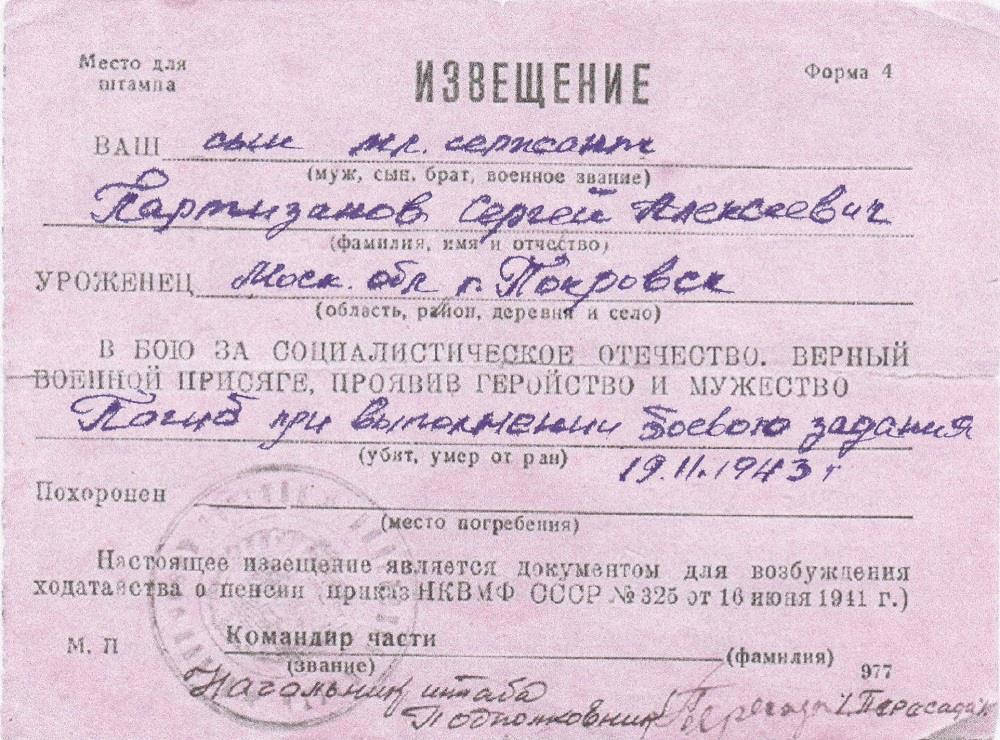 Место для
штампа
ИЗВЕЩЕНИЕ
Форма 4
ВАШ сын мл. сержант
(муж, сын, брат, военное звание)
Партизанов Сергей Алексеевич
(фамилия, имя и отчество)
УРОЖЕНЕЦ Моск. обл г. Покровск
(область, район, деревня и село)
В БОЮ ЗА СОЦИАЛИСТИЧЕСКОЕ ОТЕЧЕСТВО. ВЕРНЫЙ
ВОЕННОЙ ПРИСЯГЕ, ПРОЯВИВ ГЕРОЙСТВО И МУЖЕСТВО
Погиб при выполнении боевого задания
(убит, умер от ран) 19.11.1943 г
Похоронен
(место погребения)
Настоящее извещение является документом для возбуждения
ходатайства о пенсии приказ НКВМФ СССР № 325 от 16 июня 1941 г.)
М. П Командир части
(звание) (фамилия)
977
Начальник штаба
Подполковник